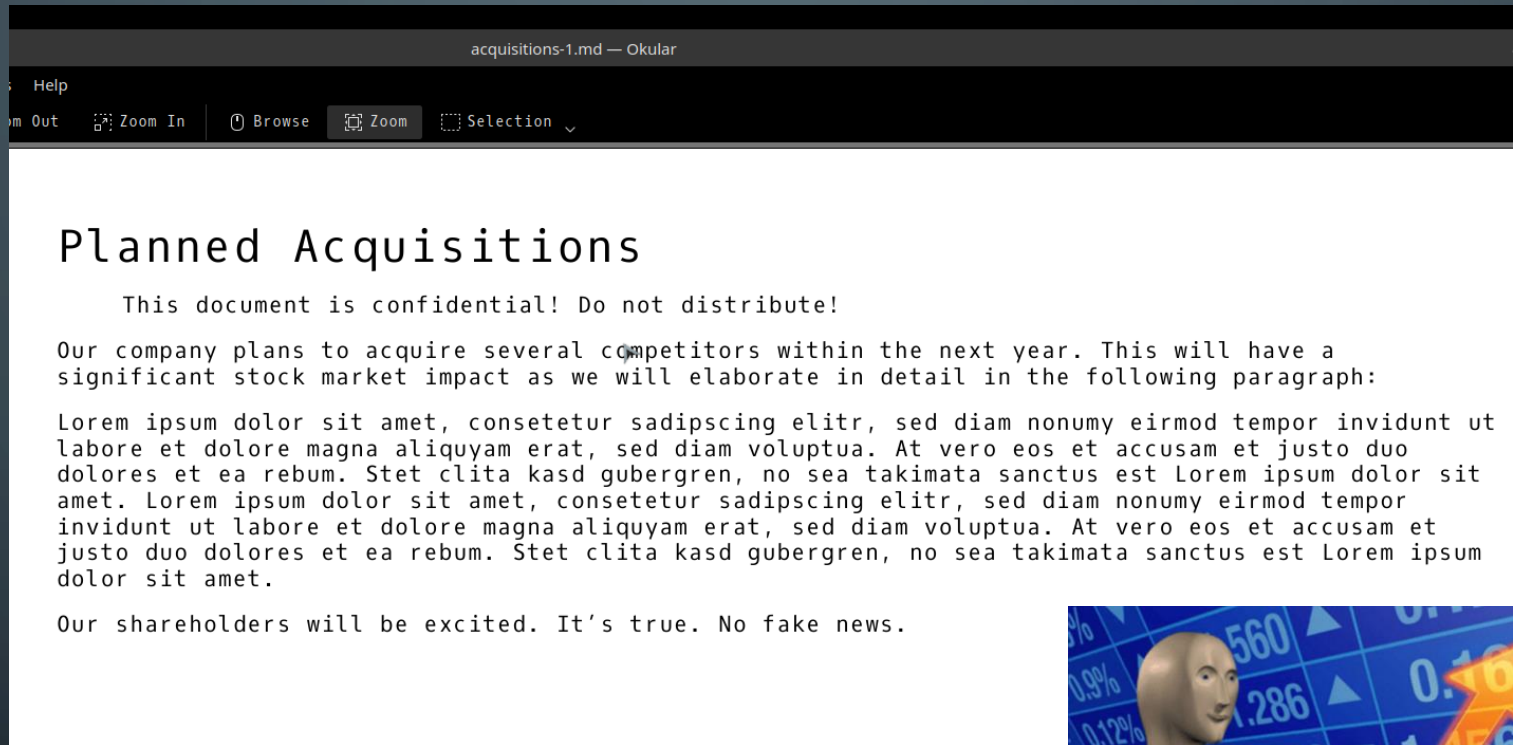 acquisitions-1.md — Okular
Help
Out Zoom In Browse Zoom Selection
Planned Acquisitions
This document is confidential! Do not distribute!
Our company plans to acquire several competitors within the next year. This will have a
significant stock market impact as we will elaborate in detail in the following paragraph:
Lorem ipsum dolor sit amet, consetetur sadipscing elitr, sed diam nonumy eirmod tempor invidunt ut
labore et dolore magna aliquyam erat, sed diam voluptua. At vero eos et accusam et justo duo
dolores et ea rebum. Stet clita kasd gubergren, no sea takimata sanctus est Lorem ipsum dolor sit
amet. Lorem ipsum dolor sit amet, consetetur sadipscing elitr, sed diam nonumy eirmod tempor
invidunt ut labore et dolore magna aliquyam erat, sed diam voluptua. At vero eos et accusam et
justo duo dolores et ea rebum. Stet clita kasd gubergren, no sea takimata sanctus est Lorem ipsum
dolor sit amet.
Our shareholders will be excited. It’s true. No fake news.
560
0.9% 1.286
0.12%